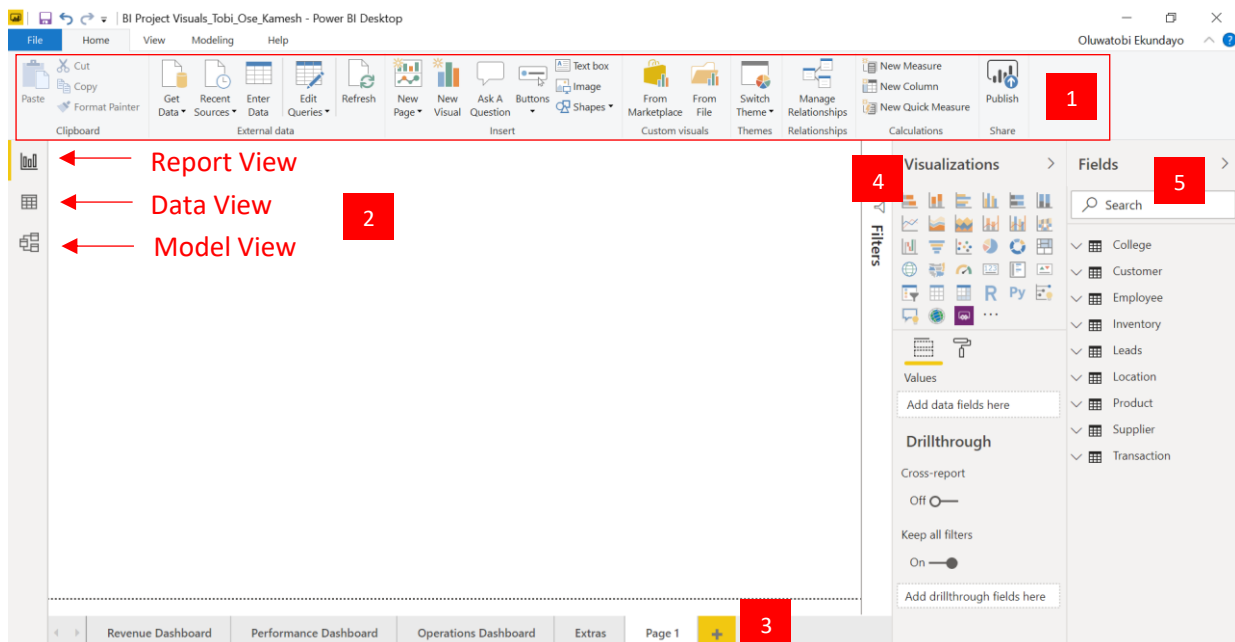 BI Project Visuals_Tobi_Ose_Kamesh - Power BI Desktop
File Home View Modeling Help
Oluwatobi Ekundayo
?
Paste
Cut
Copy
Format Painter
Clipboard
Get Data
Recent Sources
Enter Data
Edit Queries
Refresh
External data
New Page
New Visual
Ask A Question
Buttons
Text box
Image
Shapes
Insert
From Marketplace
From File
Custom visuals
Switch Theme
Themes
Manage Relationships
Relationships
New Measure
New Column
New Quick Measure
Calculations
Publish
Share
1
Report View
Data View
Model View
2
4
Filters
Visualizations
R Py
Values
Add data fields here
Drillthrough
Cross-report
Off
Keep all filters
On
Add drillthrough fields here
Fields
5
Search
College
Customer
Employee
Inventory
Leads
Location
Product
Supplier
Transaction
Revenue Dashboard Performance Dashboard Operations Dashboard Extras Page 1 +
3